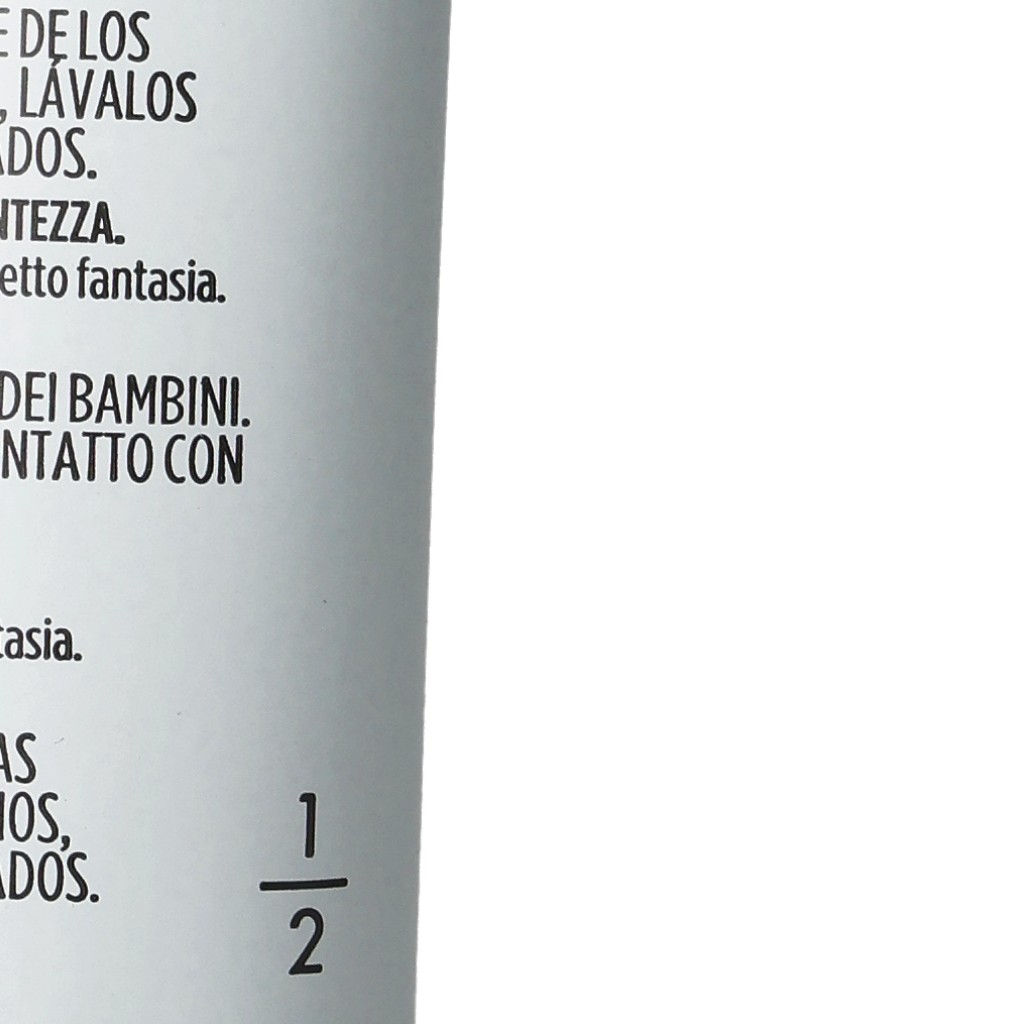 DE LOS
, LÁVALOS
ADOS.
NTEZZA.
etto fantasia.
DEI BAMBINI.
NTATTO CON
tasia.
AS
IOS,
ADOS.
1
2